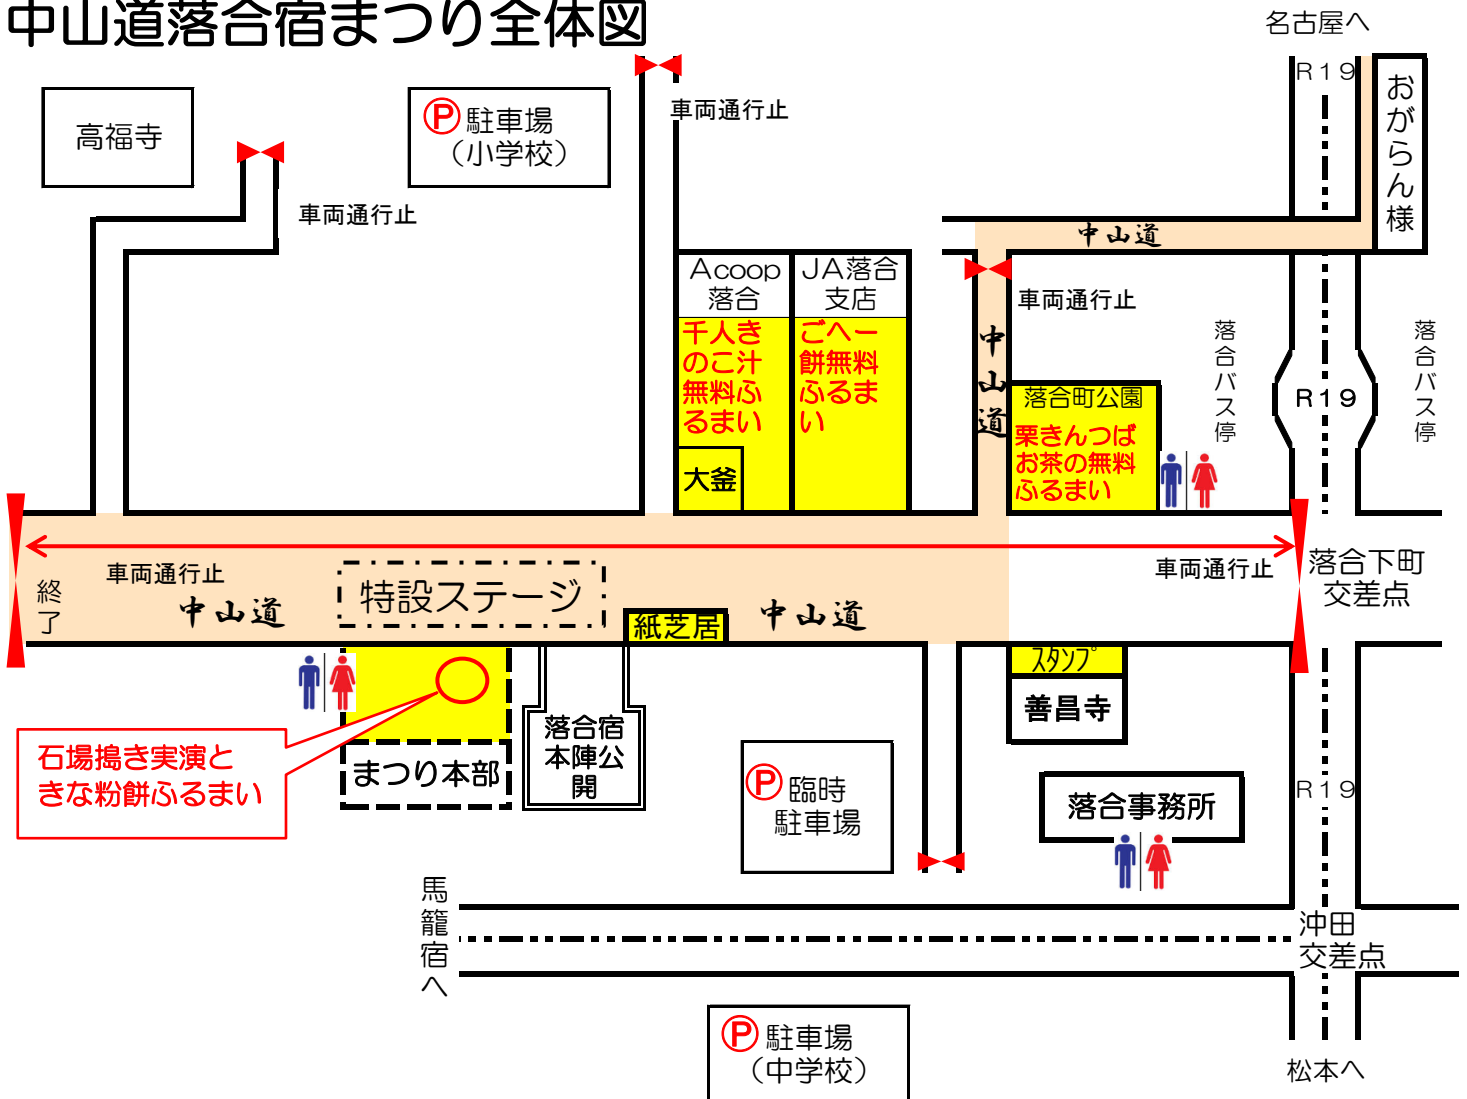 中山道落合宿まつり全体図
名古屋へ
R19
おがらん様
高福寺
Ⓟ駐車場
（小学校）
車両通行止
車両通行止
中山道
Acoop
落合
千人き
のこ汁
無料ふ
るまい
大釜
JA落合
支店
ごへー
餅無料
ふるま
い
車両通行止
中山道
落合町公園
栗きんつば
お茶の無料
ふるまい
落合バス停
R19
落合バス停
終了
車両通行止
中山道
特設ステージ
紙芝居
中山道
車両通行止
落合下町
交差点
スタンプ
善昌寺
石場搗き実演と
きな粉餅ふるまい
まつり本部
落合宿
本陣公
開
Ⓟ臨時
駐車場
落合事務所
R19
馬籠宿へ
沖田
交差点
Ⓟ駐車場
（中学校）
松本へ